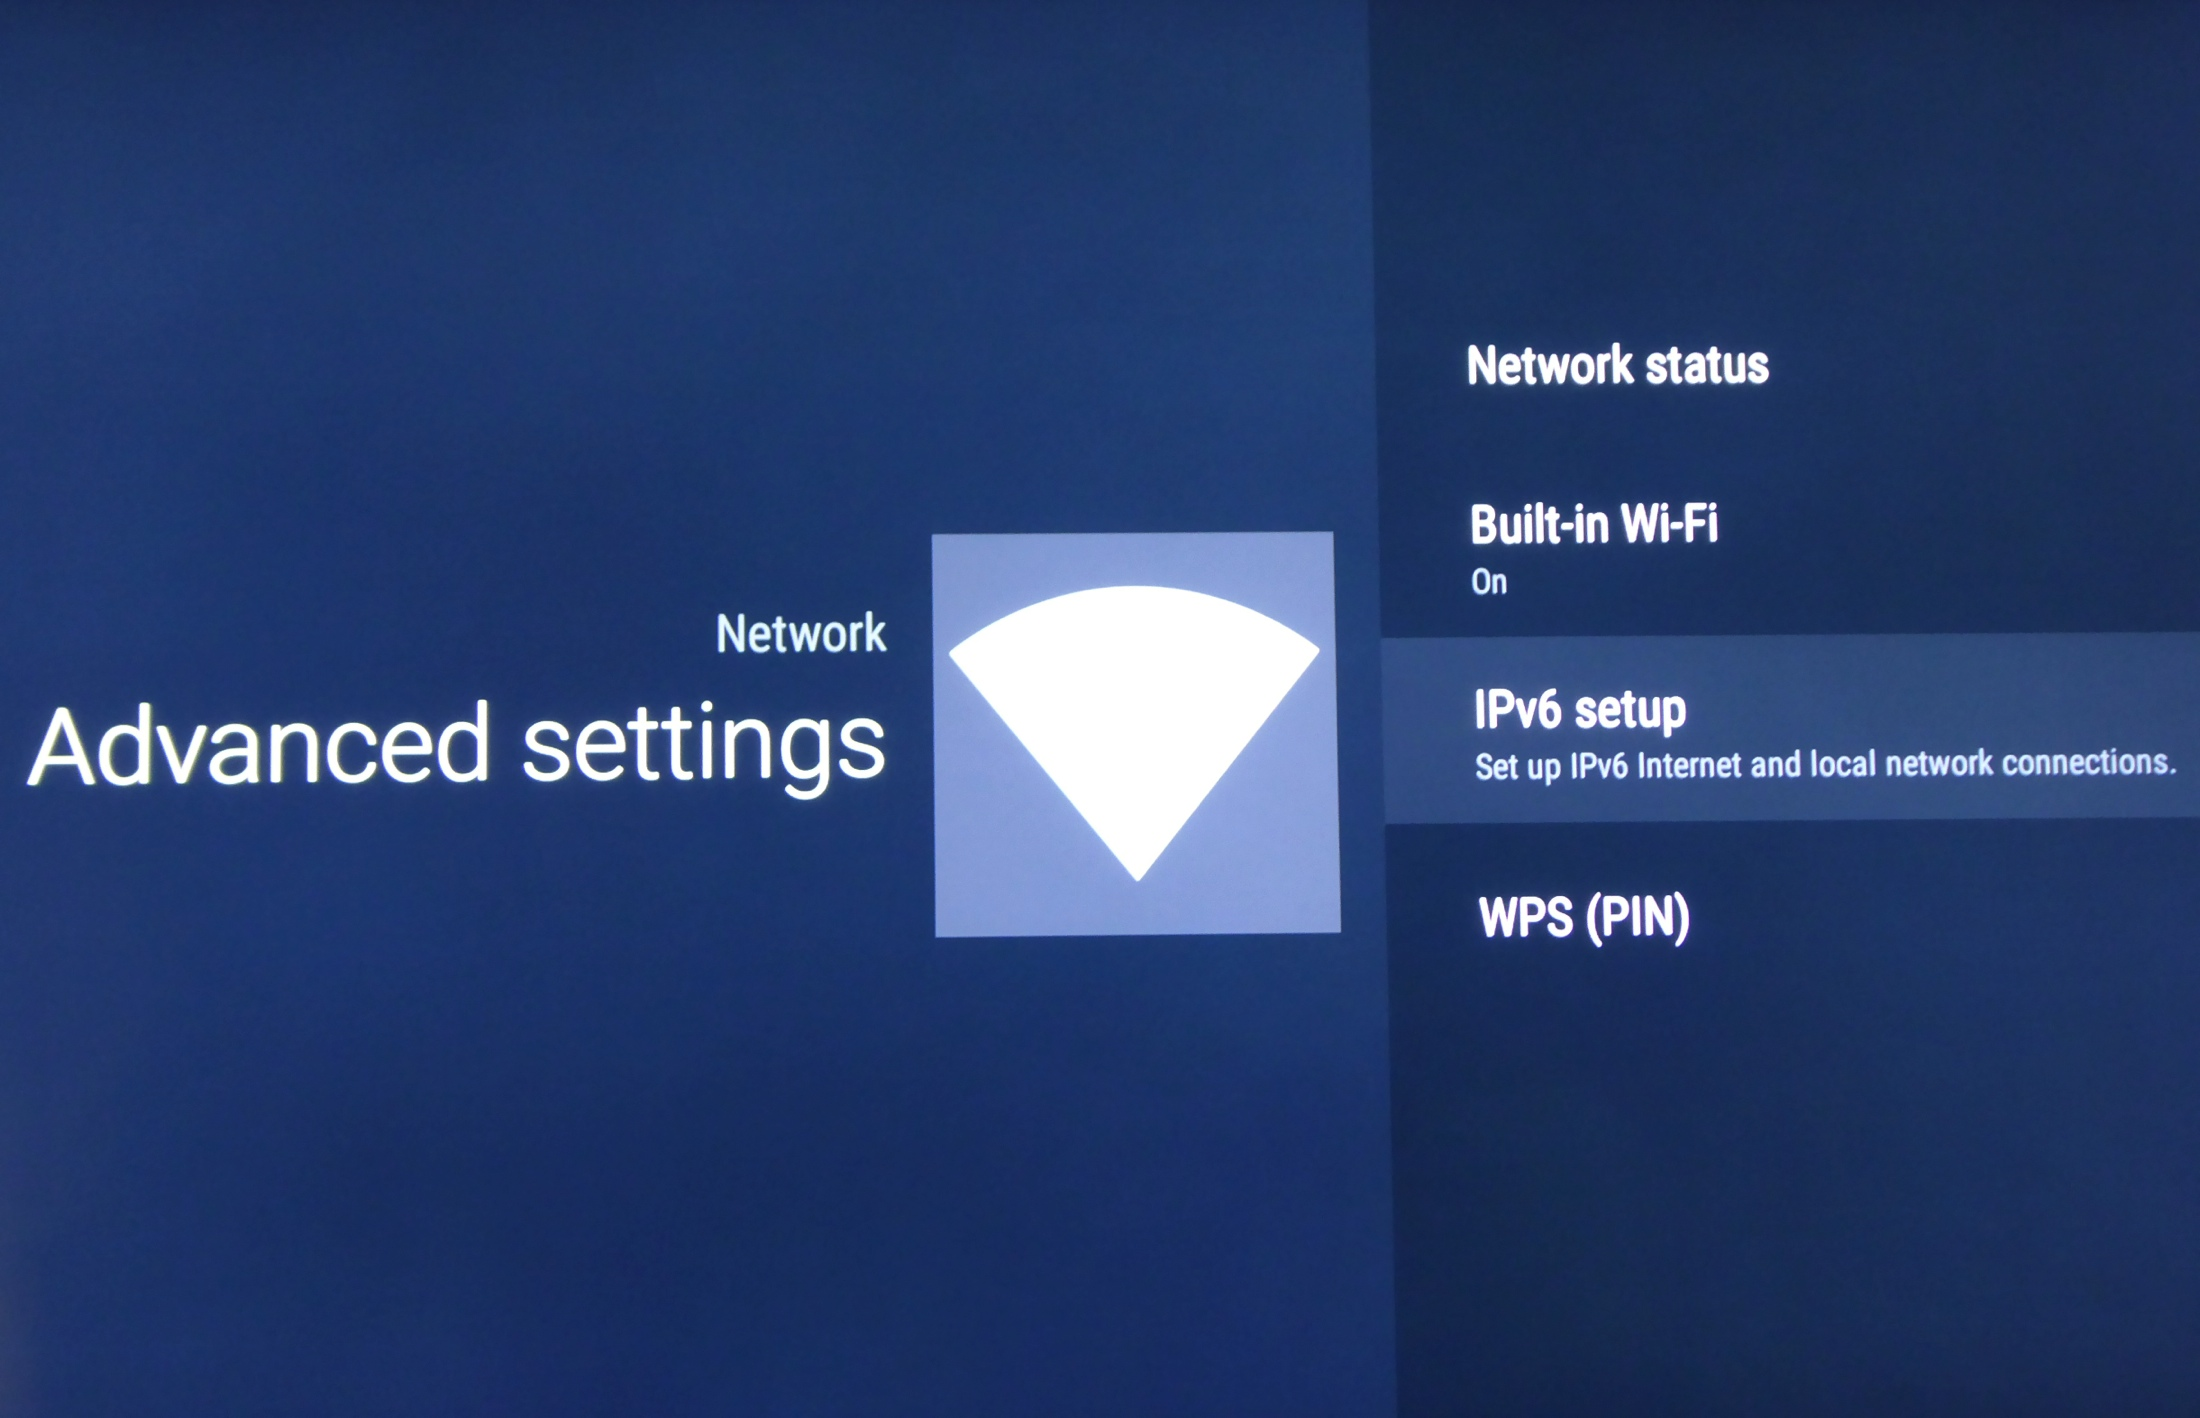 Network
Advanced settings
Network status
Built-in Wi-Fi
On
IPv6 setup
Set up IPv6 Internet and local network connections.
WPS (PIN)